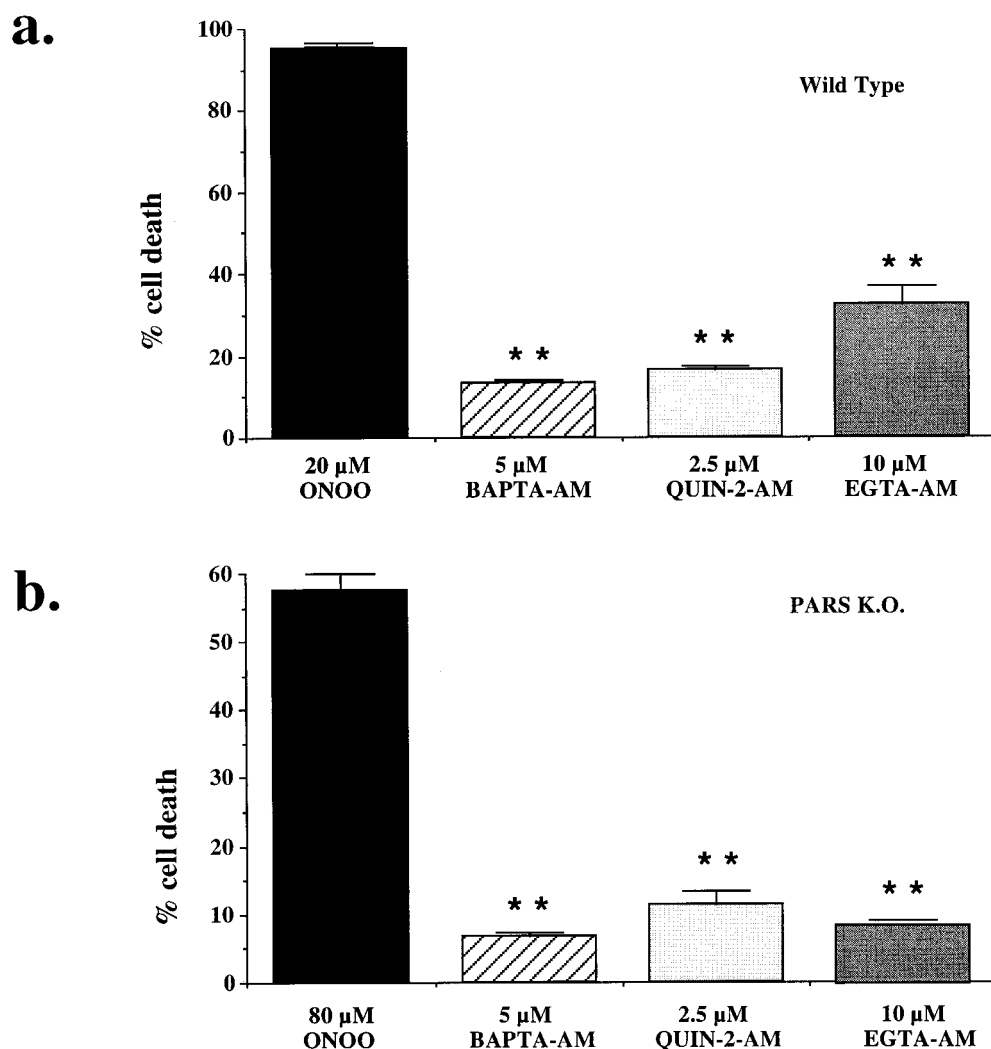 a.
Wild Type
% cell death
100
80
60
40
20
0
* *
* *
* *
20 µM
ONOO
5 µM
BAPTA-AM
2.5 µM
QUIN-2-AM
10 µM
EGTA-AM
b.
PARS K.O.
% cell death
60
50
40
30
20
10
0
* *
* *
* *
80 µM
ONOO
5 µM
BAPTA-AM
2.5 µM
QUIN-2-AM
10 µM
EGTA-AM